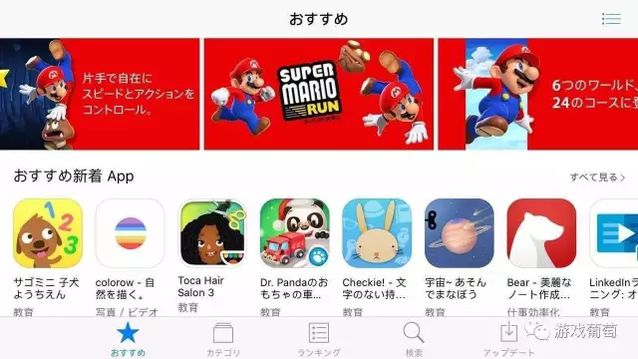 おすすめ
片手で自在に
スピードとアクションを
コントロール。
SUPER
MARIO
RUN
6つのワールド、
24のコースに登
おすすめ新着 App
すべて見る>
1 2 3
サゴミニ 子犬
ようちえん
教育
colorow - 自
然を描く。
写真 / ビデオ
Toca Hair
Salon 3
教育
Dr. Pandaのお
もちゃの車...
教育
Checkie! - 文
字のない持...
教育
宇宙~ あそん
でまなぼう
教育
Bear - 美麗な
ノート作成...
仕事効率化
LinkedInラ
ニング: オ
教育
おすすめ
カテゴリ
ランキング
検索
アップデート
游戏葡萄